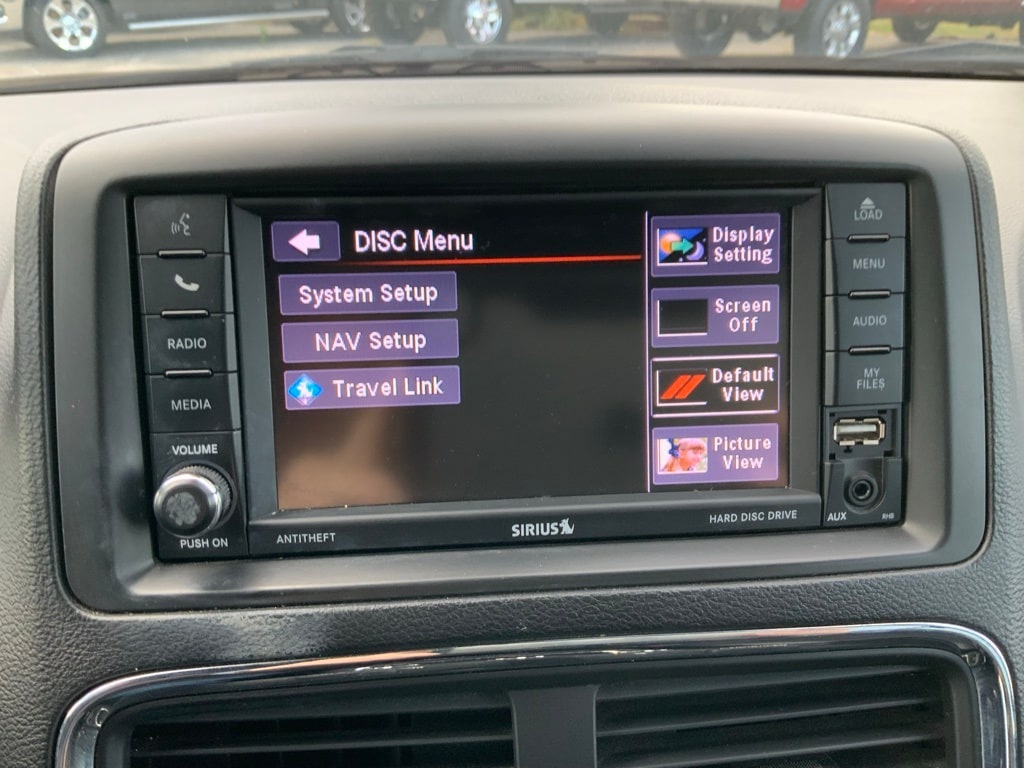 DISC Menu
System Setup
NAV Setup
Travel Link
Display
Setting
Screen
Off
Default
View
Picture
View
RADIO
MEDIA
VOLUME
PUSH ON
LOAD
MENU
AUDIO
MY
FILES
AUX
RHB
ANTITHEFT
SIRIUS
HARD DISC DRIVE